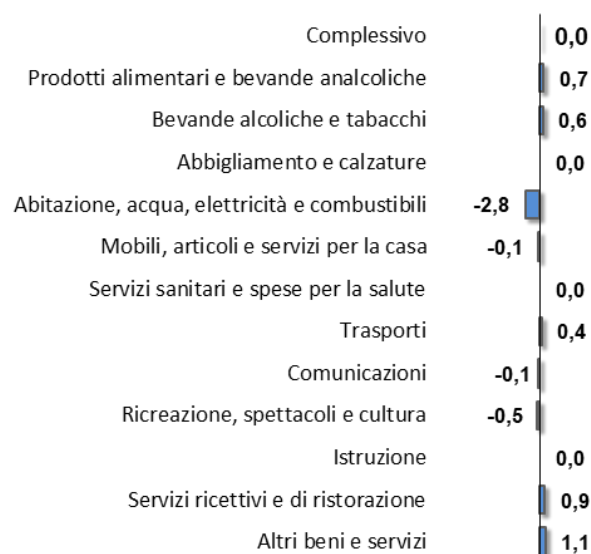 Complessivo 0,0
Prodotti alimentari e bevande analcoliche 0,7
Bevande alcoliche e tabacchi 0,6
Abbigliamento e calzature 0,0
Abitazione, acqua, elettricità e combustibili -2,8
Mobili, articoli e servizi per la casa -0,1
Servizi sanitari e spese per la salute 0,0
Trasporti 0,4
Comunicazioni -0,1
Ricreazione, spettacoli e cultura -0,5
Istruzione 0,0
Servizi ricettivi e di ristorazione 0,9
Altri beni e servizi 1,1